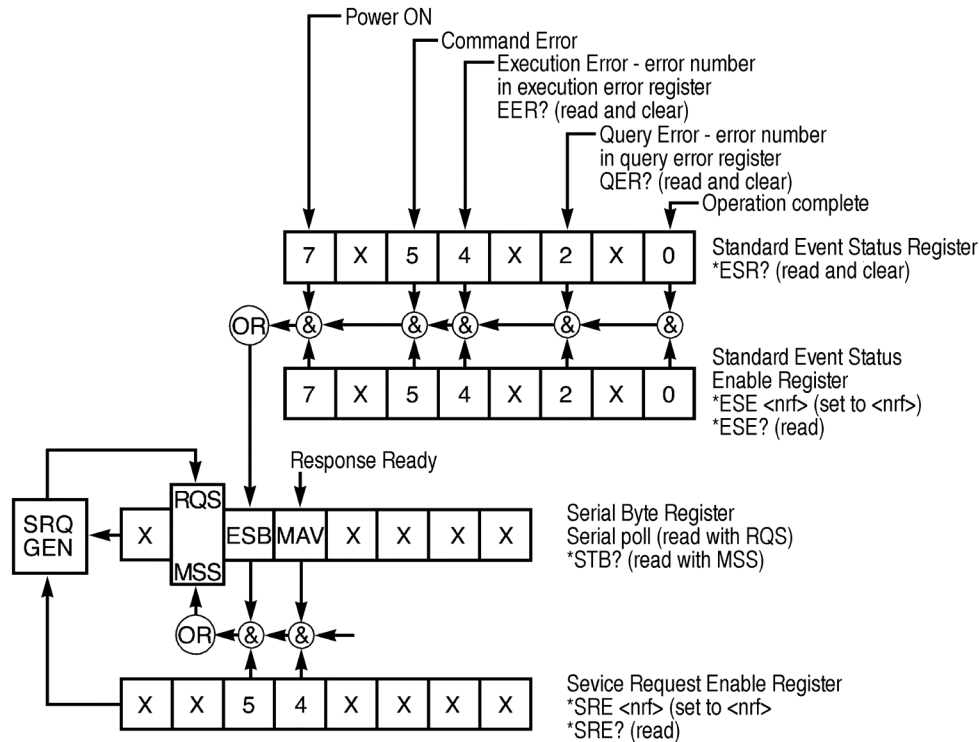 Power ON
Command Error
Execution Error - error number
in execution error register
EER? (read and clear)
Query Error - error number
in query error register
QER? (read and clear)
Operation complete
7 X 5 4 X 2 X 0
Standard Event Status Register
*ESR? (read and clear)
OR & & & & &
7 X 5 4 X 2 X 0
Standard Event Status
Enable Register
*ESE <nrf> (set to <nrf>)
*ESE? (read)
Response Ready
SRQ
GEN
X RQS ESB MAV X X X X
MSS
Serial Byte Register
Serial poll (read with RQS)
*STB? (read with MSS)
OR & &
X X 5 4 X X X X
Sevice Request Enable Register
*SRE <nrf> (set to <nrf>
*SRE? (read)